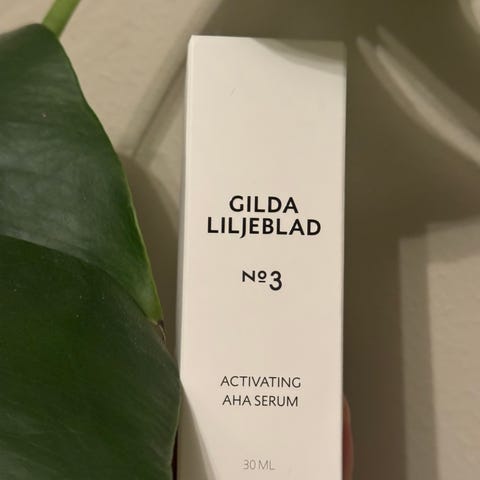 GILDA
LILJEBLAD
Nº3
ACTIVATING
AHA SERUM
30 ML